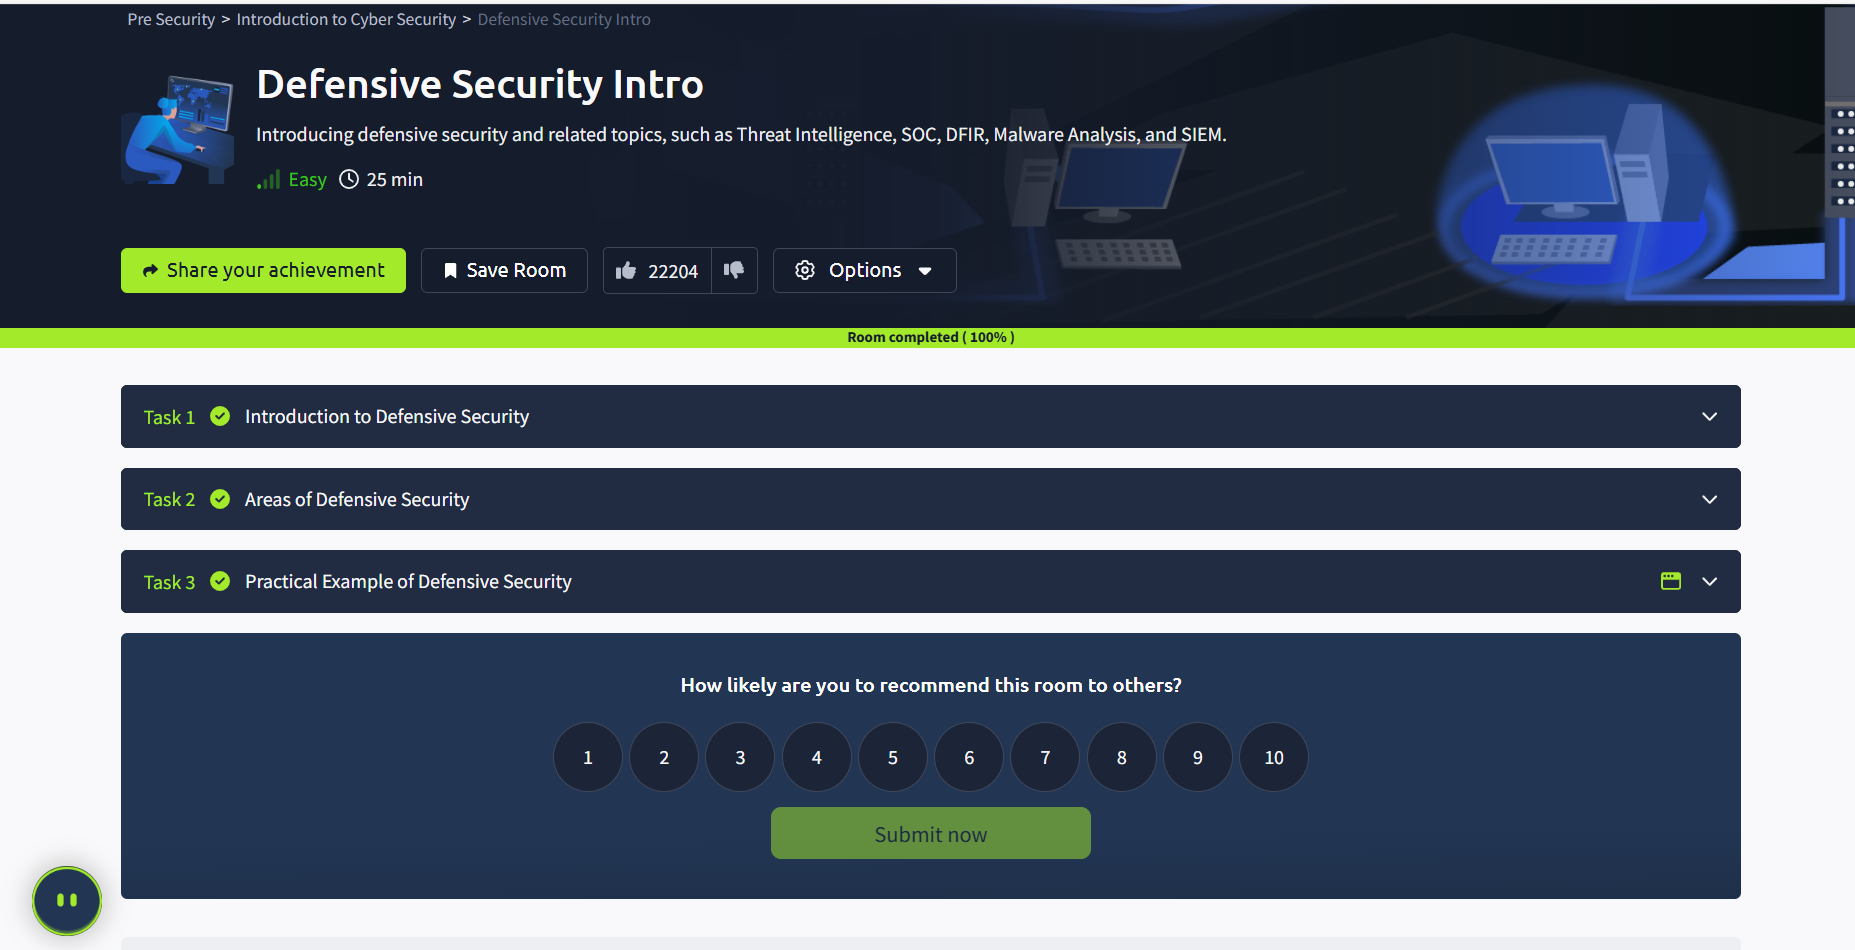 Pre Security > Introduction to Cyber Security > Defensive Security Intro
Defensive Security Intro
Introducing defensive security and related topics, such as Threat Intelligence, SOC, DFIR, Malware Analysis, and SIEM.
Easy 25 min
Share your achievement Save Room 22204 Options
Room completed ( 100% )
Task 1 Introduction to Defensive Security
Task 2 Areas of Defensive Security
Task 3 Practical Example of Defensive Security
How likely are you to recommend this room to others?
1 2 3 4 5 6 7 8 9 10
Submit now